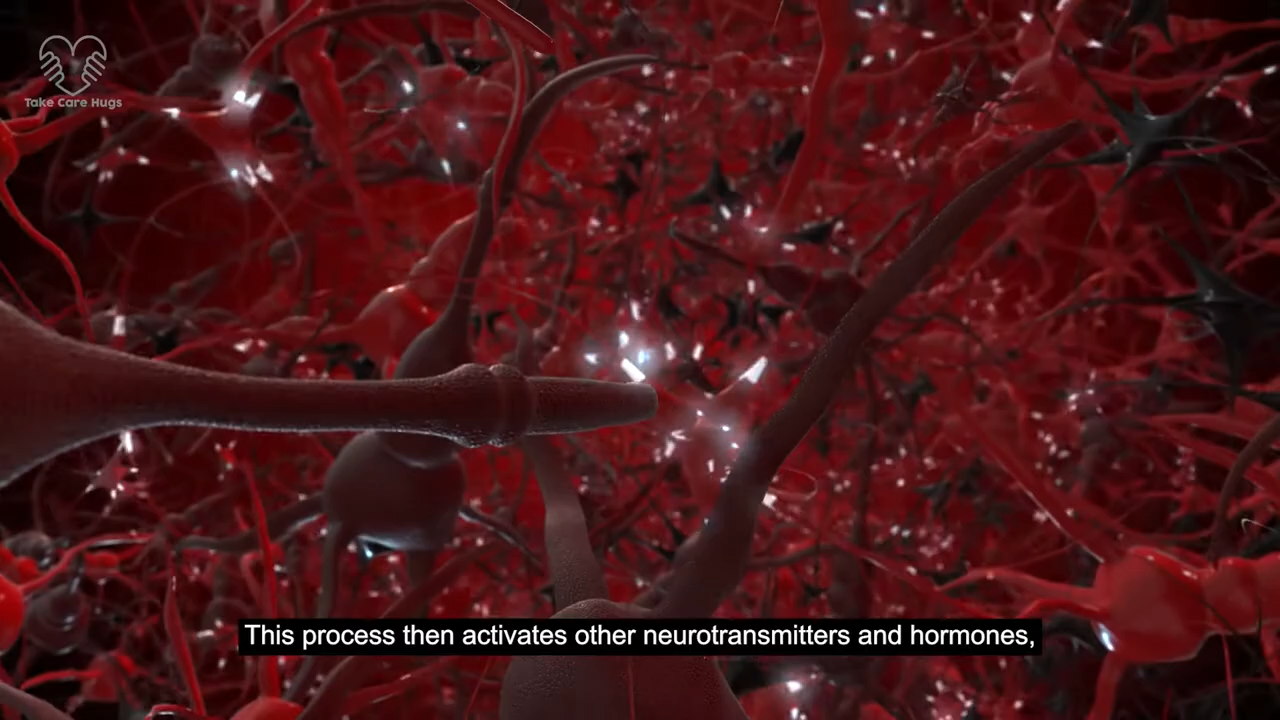 Take Care Hugs
This process then activates other neurotransmitters and hormones,